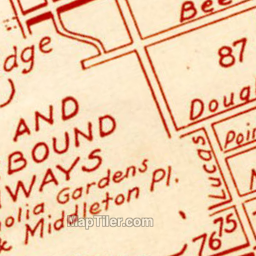 Bee
dge
87
AND
BOUND
WAYS
Doug
Poin
Lucas
olia Gardens
& Middleton Pl.
MapTiler.com
75
76